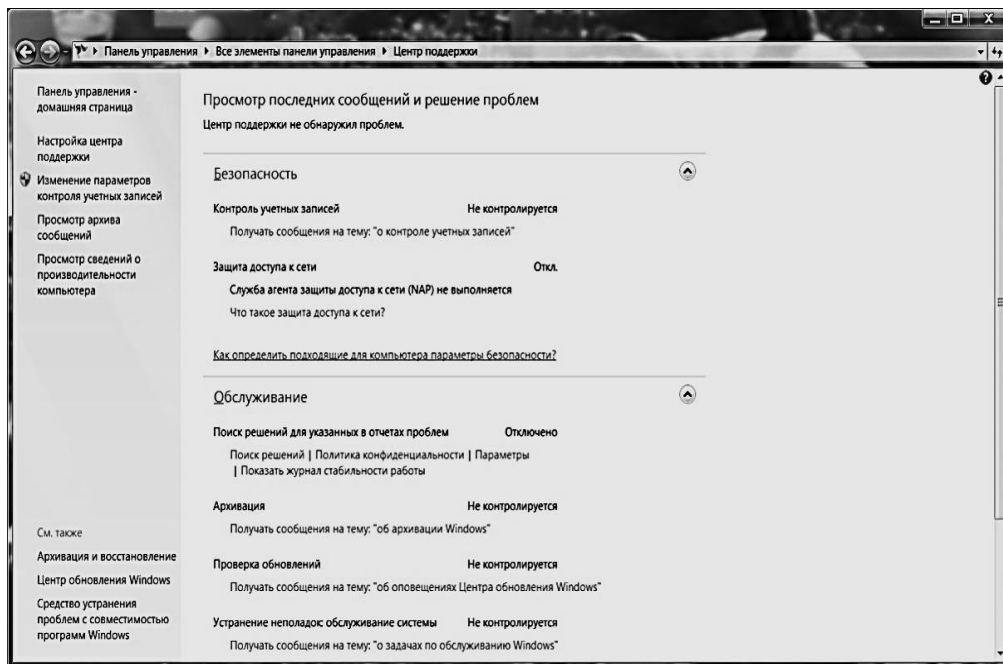 Панель управления ▸ Все элементы панели управления ▸ Центр поддержки
Панель управления -
домашняя страница
Настройка центра
поддержки
Изменение параметров
контроля учетных записей
Просмотр архива
сообщений
Просмотр сведений о
производительности
компьютера
См. также
Архивация и восстановление
Центр обновления Windows
Средство устранения
проблем с совместимостью
программ Windows
Просмотр последних сообщений и решение проблем
Центр поддержки не обнаружил проблем.
Безопасность
Контроль учетных записей Не контролируется
Получать сообщения на тему: "о контроле учетных записей"
Защита доступа к сети Откл.
Служба агента защиты доступа к сети (NAP) не выполняется
Что такое защита доступа к сети?
Как определить подходящие для компьютера параметры безопасности?
Обслуживание
Поиск решений для указанных в отчетах проблем Отключено
Поиск решений | Политика конфиденциальности | Параметры
| Показать журнал стабильности работы
Архивация Не контролируется
Получать сообщения на тему: "об архивации Windows"
Проверка обновлений Не контролируется
Получать сообщения на тему: "об оповещениях Центра обновления Windows"
Устранение неполадок: обслуживание системы Не контролируется
Получать сообщения на тему: "о задачах по обслуживанию Windows"